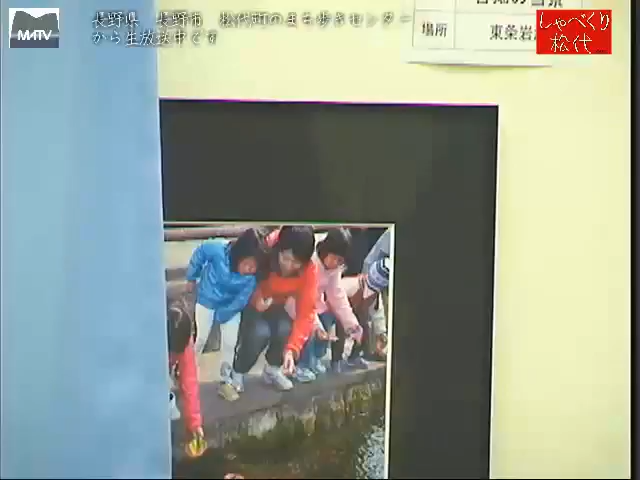 長野県　長野市　松代町のまち歩きセンター
から生放送中です
MATV
しゃべくり
松代
場所
東条岩